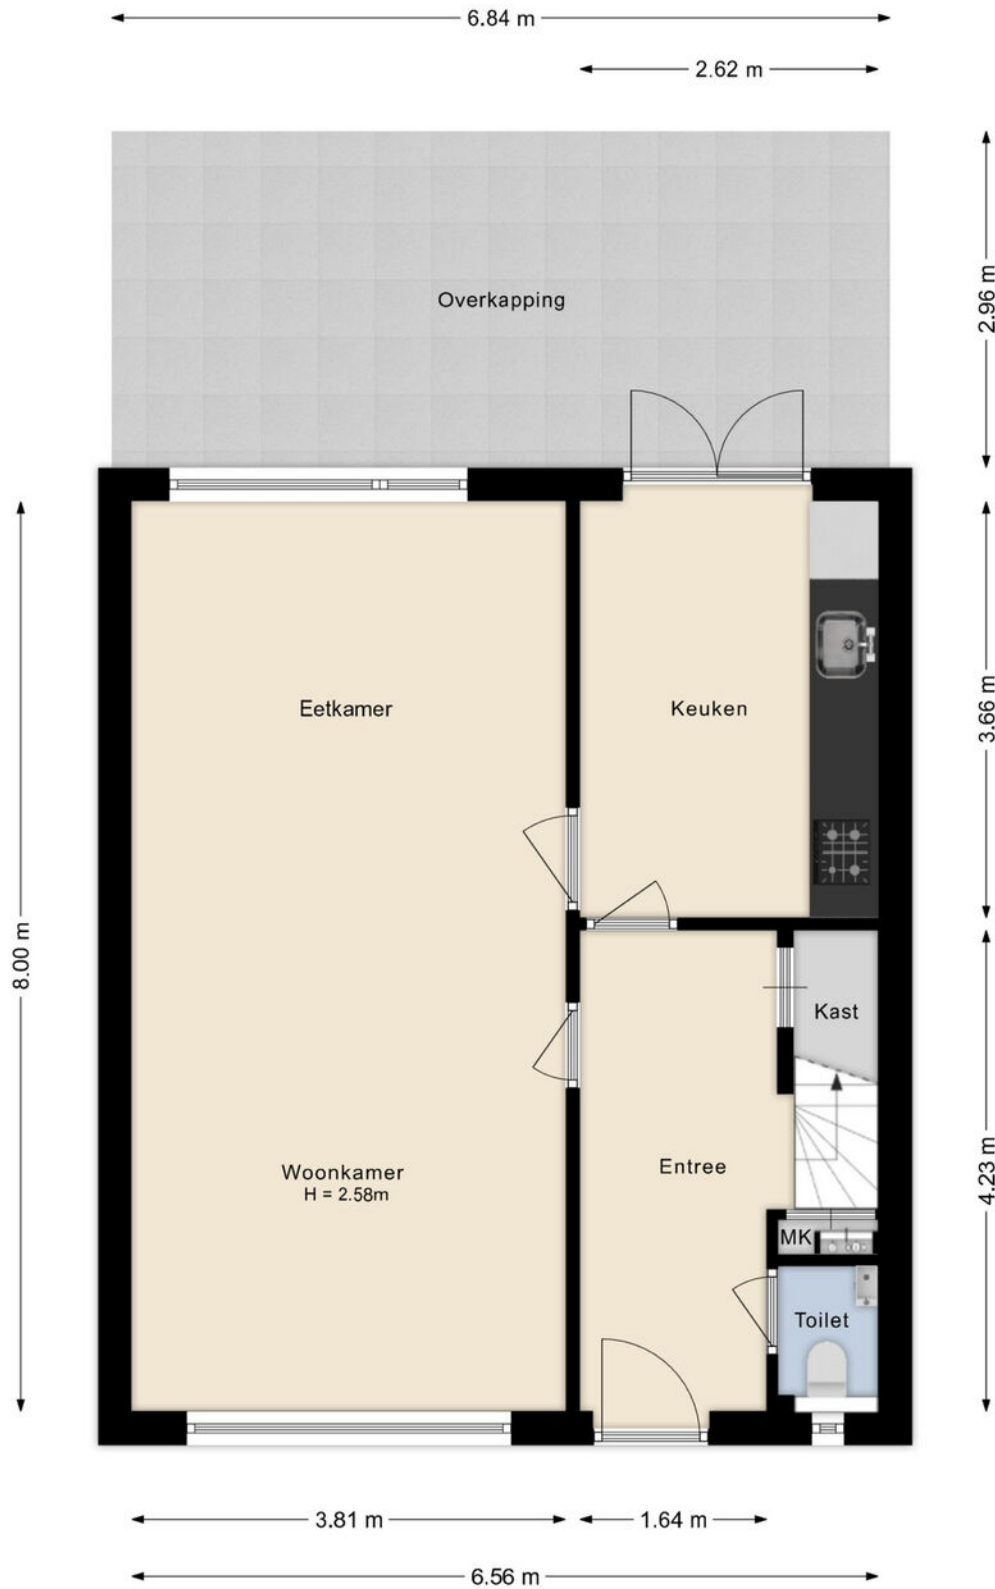 6.84 m
2.62 m
Overkapping
2.96 m
Eetkamer
Keuken
3.66 m
8.00 m
Kast
Entree
4.23 m
Woonkamer
H = 2.58m
MK
Toilet
3.81 m
1.64 m
6.56 m